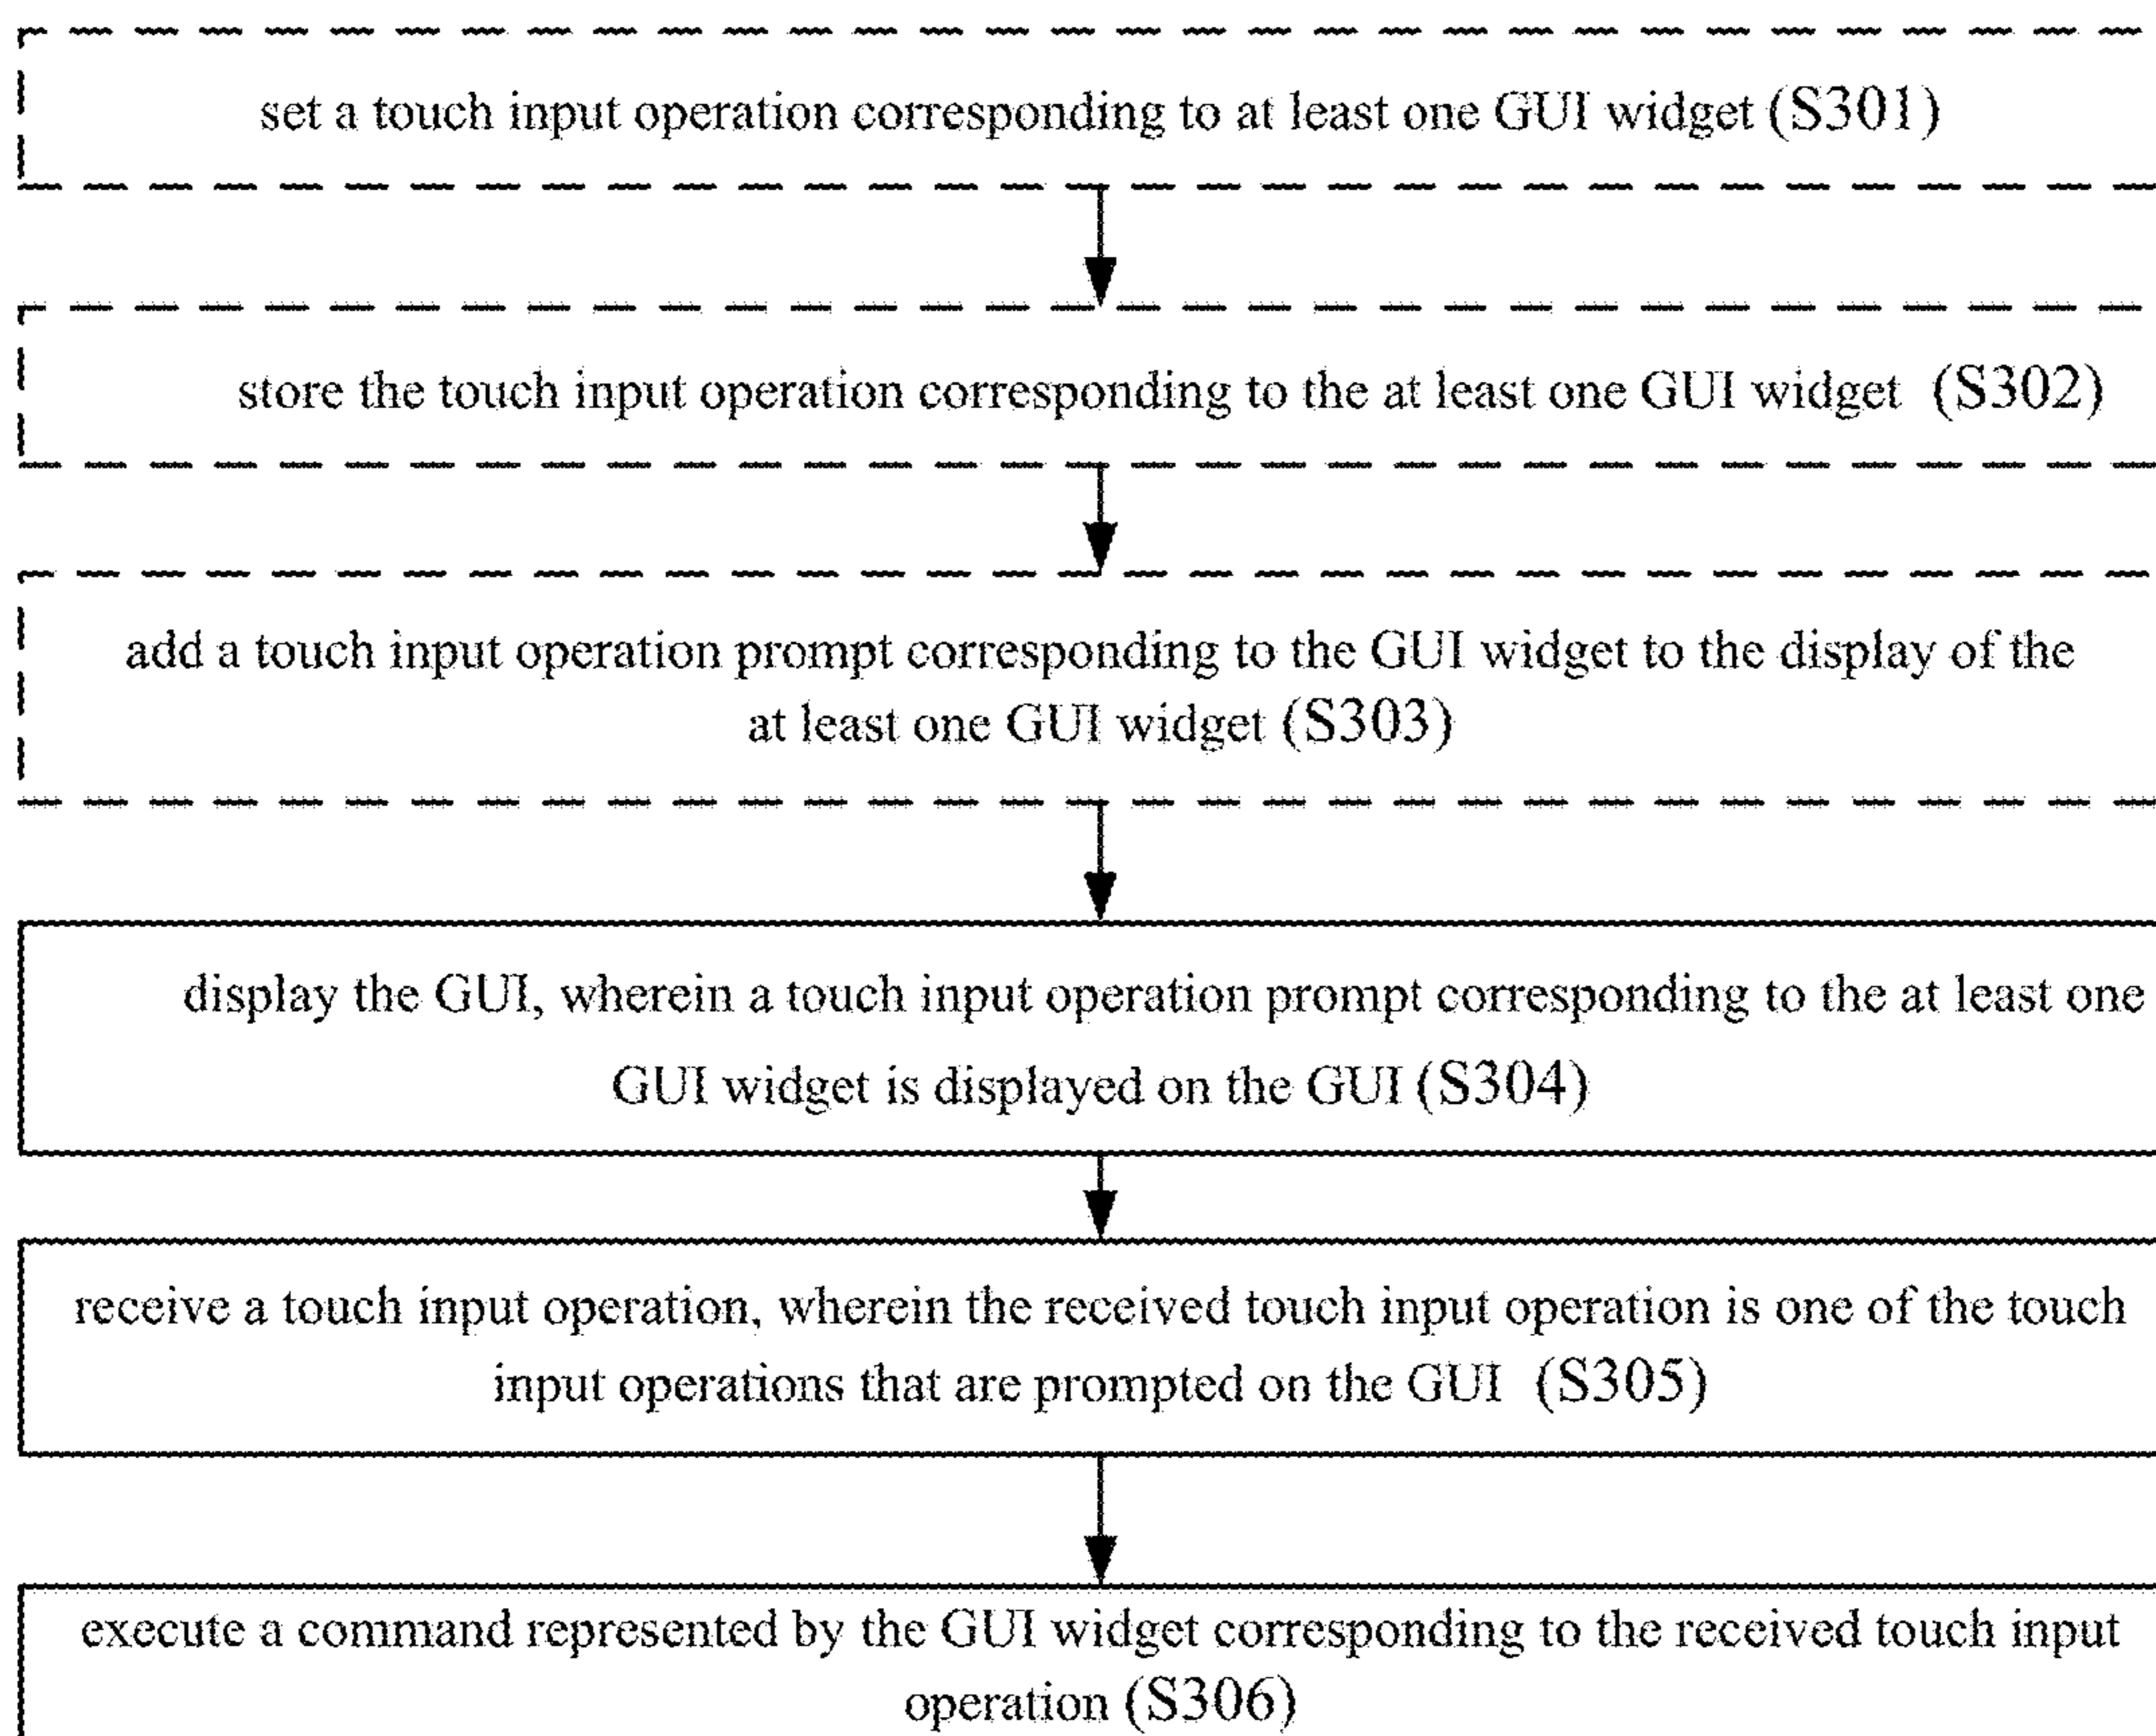 set a touch input operation corresponding to at least one GUI widget (S301)
store the touch input operation corresponding to the at least one GUI widget (S302)
add a touch input operation prompt corresponding to the GUI widget to the display of the
at least one GUI widget (S303)
display the GUI, wherein a touch input operation prompt corresponding to the at least one
GUI widget is displayed on the GUI (S304)
receive a touch input operation, wherein the received touch input operation is one of the touch
input operations that are prompted on the GUI (S305)
execute a command represented by the GUI widget corresponding to the received touch input
operation (S306)